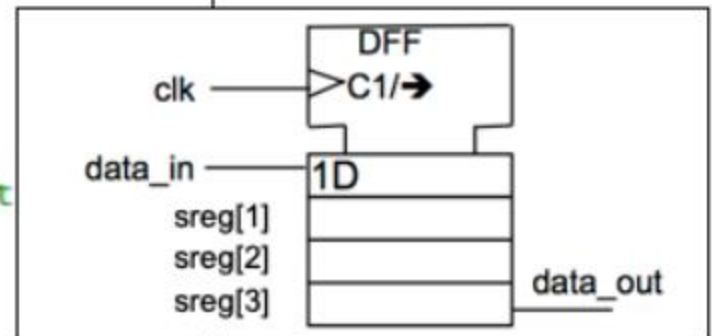 DFF
clk C1/➔
data_in 1D
t
sreg[1]
sreg[2]
sreg[3]
data_out